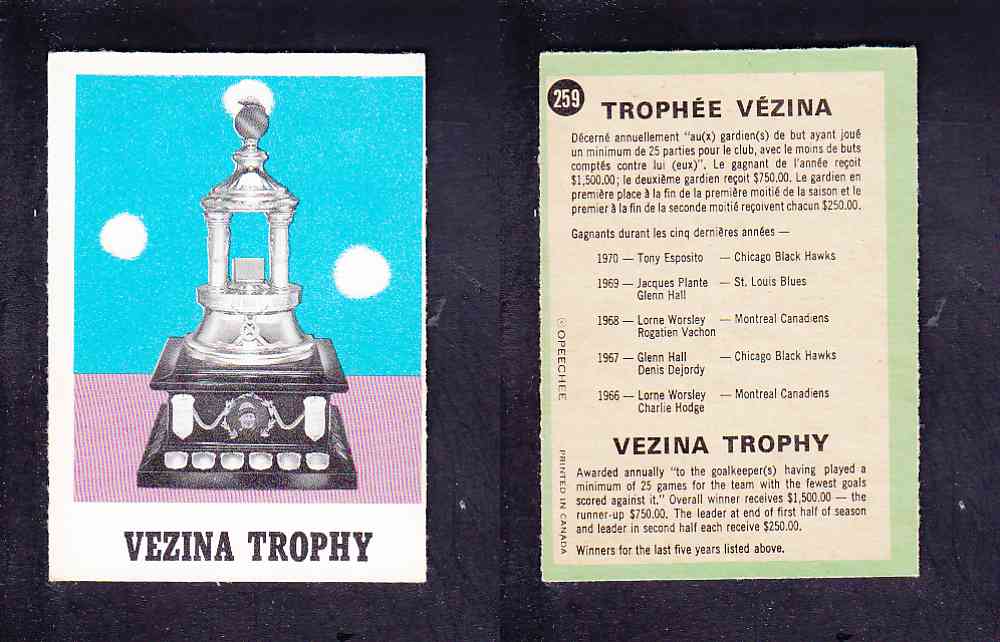 VEZINA TROPHY
259
TROPHÉE VÉZINA
Décerné annuellement "au(x) gardien(s) de but ayant joué
un minimum de 25 parties pour le club, avec le moins de buts
comptés contre lui (eux)". Le gagnant de l'année reçoit
$1,500.00; le deuxième gardien reçoit $750.00. Le gardien en
première place à la fin de la première moitié de la saison et le
premier à la fin de la seconde moitié reçoivent chacun $250.00.
Gagnants durant les cinq dernières années —
1970 — Tony Esposito — Chicago Black Hawks
1969 — Jacques Plante — St. Louis Blues
Glenn Hall
1968 — Lorne Worsley — Montreal Canadiens
Rogatien Vachon
1967 — Glenn Hall — Chicago Black Hawks
Denis Dejordy
1966 — Lorne Worsley — Montreal Canadiens
Charlie Hodge
© OPEECHEE
PRINTED IN CANADA
VEZINA TROPHY
Awarded annually "to the goalkeeper(s) having played a
minimum of 25 games for the team with the fewest goals
scored against it." Overall winner receives $1,500.00 — the
runner-up $750.00. The leader at end of first half of season
and leader in second half each receive $250.00.
Winners for the last five years listed above.